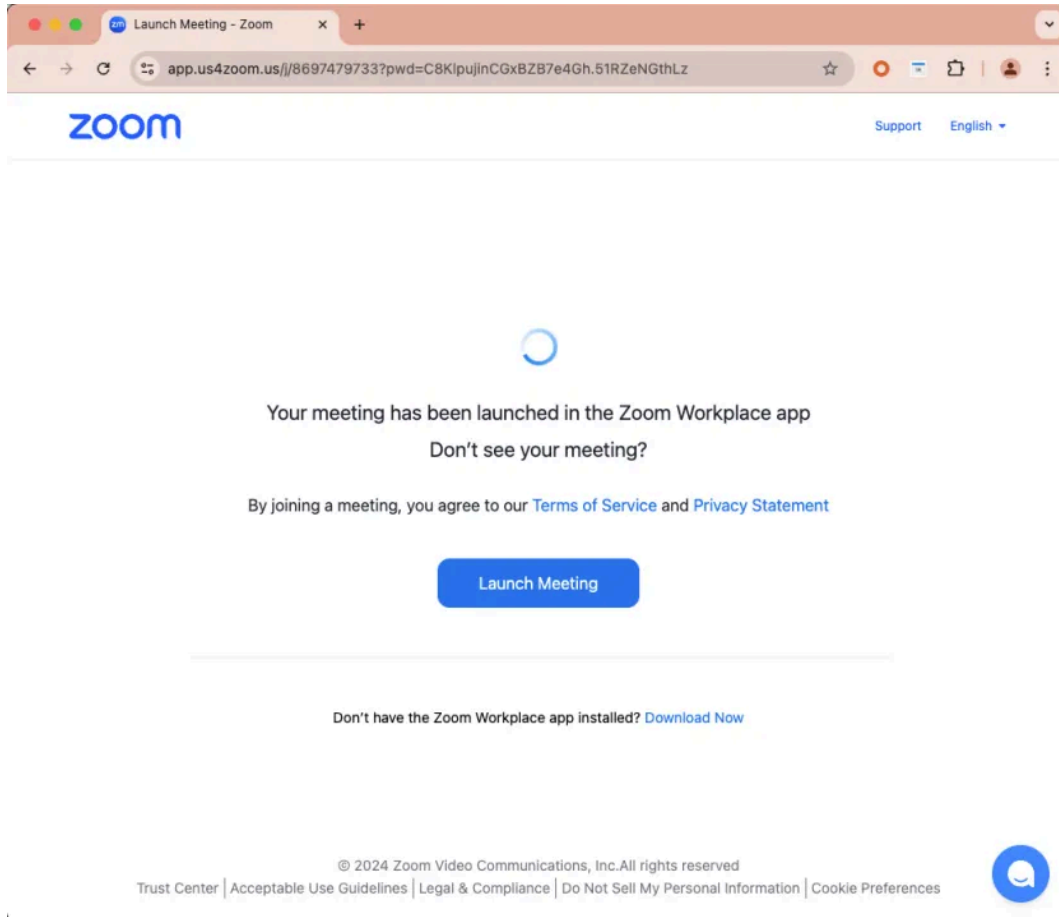 zm Launch Meeting - Zoom
app.us4zoom.us/j/8697479733?pwd=C8KlpujinCGxBZB7e4Gh.51RZeNGthLz
zoom
Support English
Your meeting has been launched in the Zoom Workplace app
Don't see your meeting?
By joining a meeting, you agree to our Terms of Service and Privacy Statement
Launch Meeting
Don't have the Zoom Workplace app installed? Download Now
© 2024 Zoom Video Communications, Inc.All rights reserved
Trust Center | Acceptable Use Guidelines | Legal & Compliance | Do Not Sell My Personal Information | Cookie Preferences